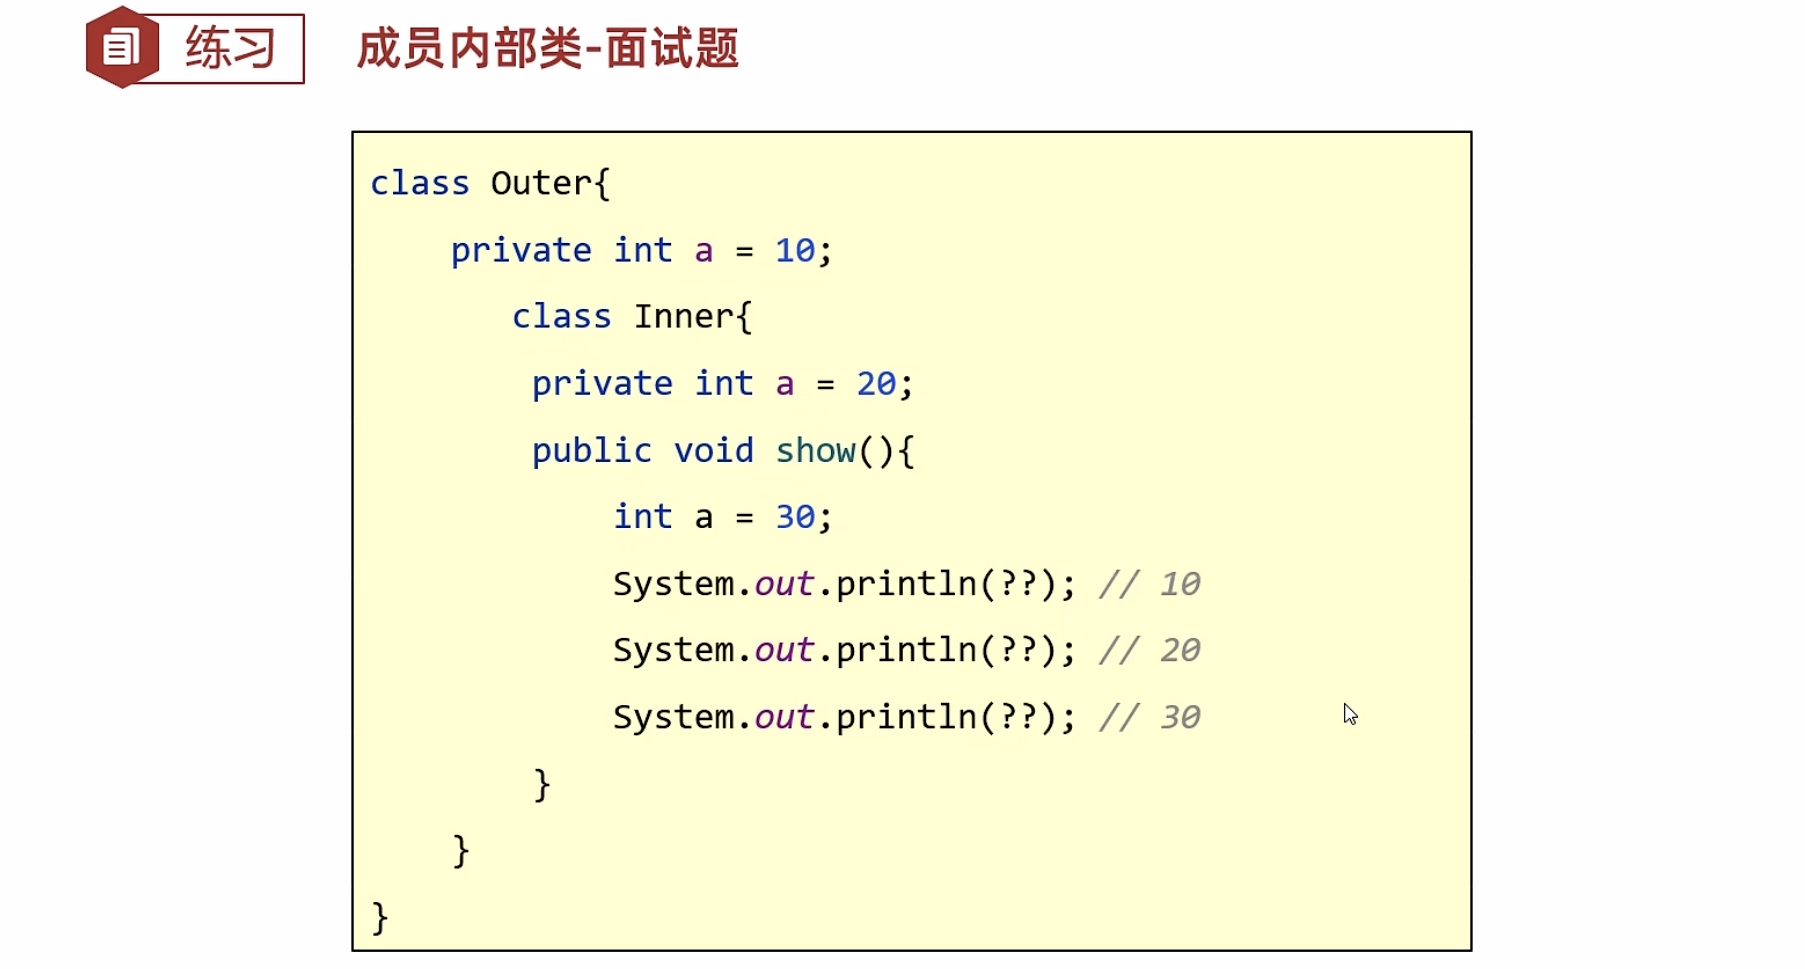 练习 成员内部类-面试题
class Outer{
    private int a = 10;
       class Inner{
        private int a = 20;
        public void show(){
            int a = 30;
            System.out.println(??); // 10
            System.out.println(??); // 20
            System.out.println(??); // 30
        }
    }
}